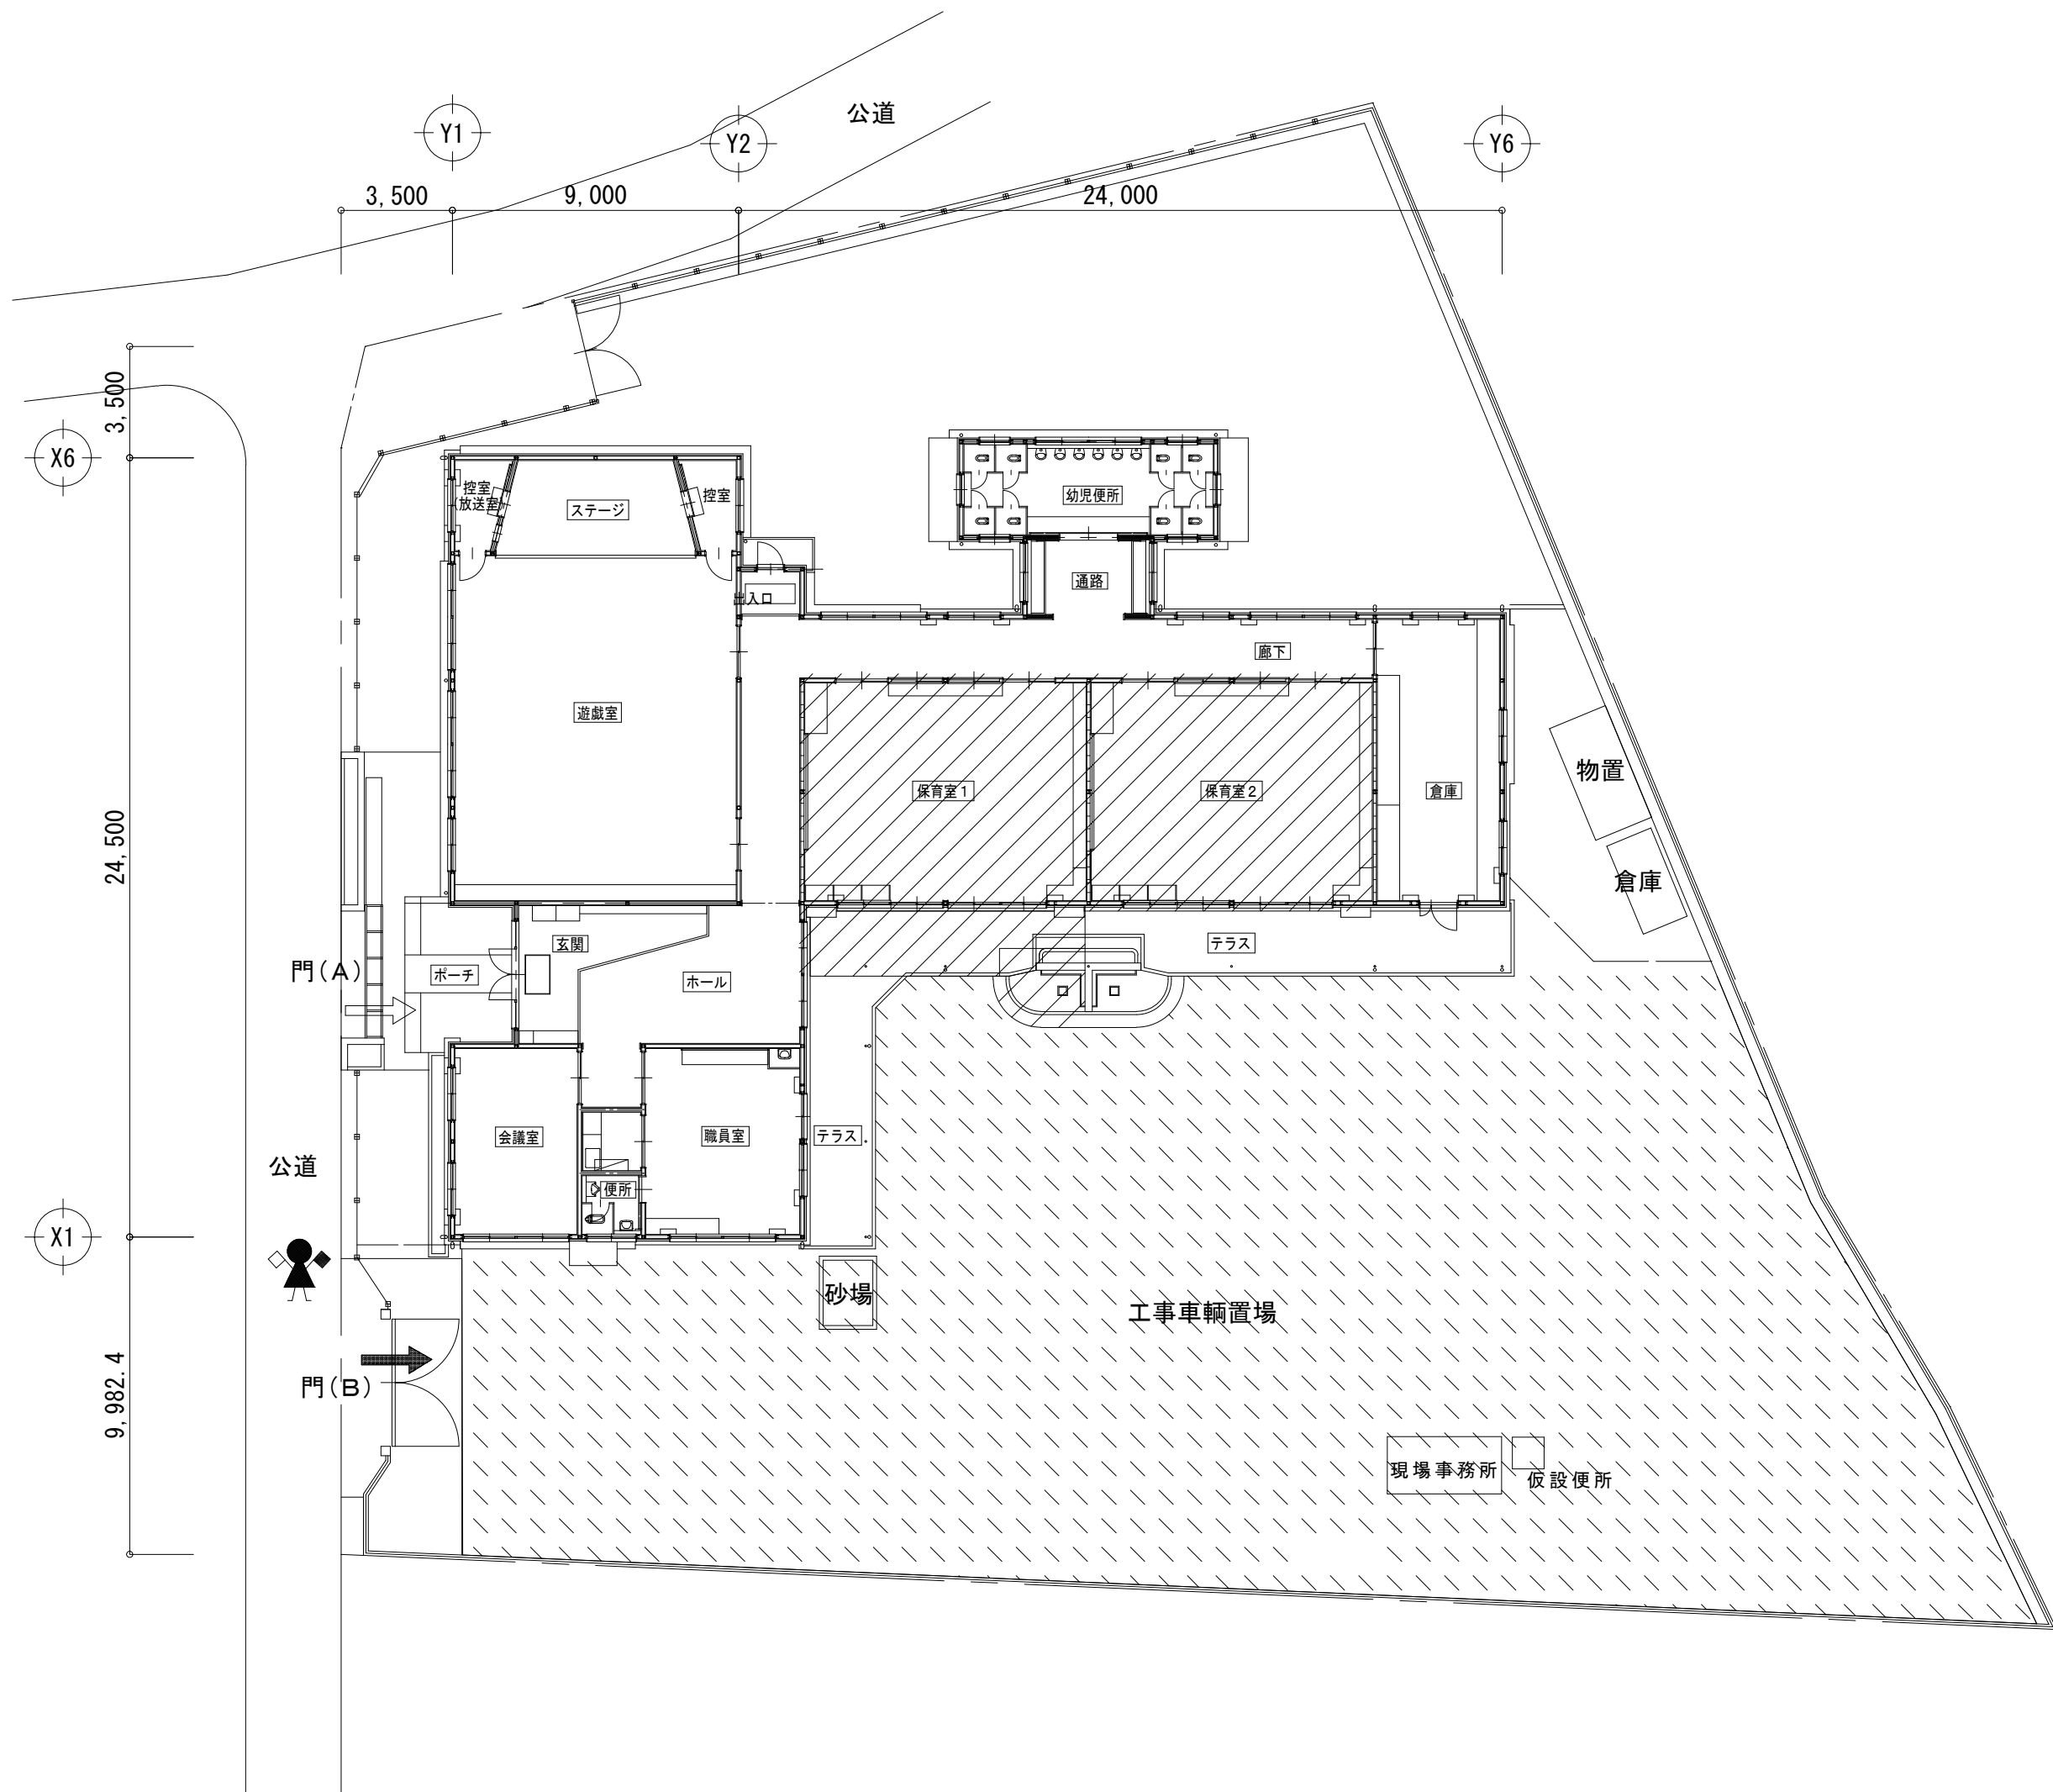 公道
Y1
Y2
Y6
3,500
9,000
24,000
3,500
X6
控室
(放送室)
ステージ
控室
幼児便所
通路
出入口
廊下
遊戯室
保育室1
保育室2
倉庫
物置
24,500
倉庫
玄関
テラス
門(A)
ポーチ
ホール
会議室
職員室
テラス
公道
便所
X1
砂場
工事車輌置場
9,982.4
門(B)
現場事務所
仮設便所